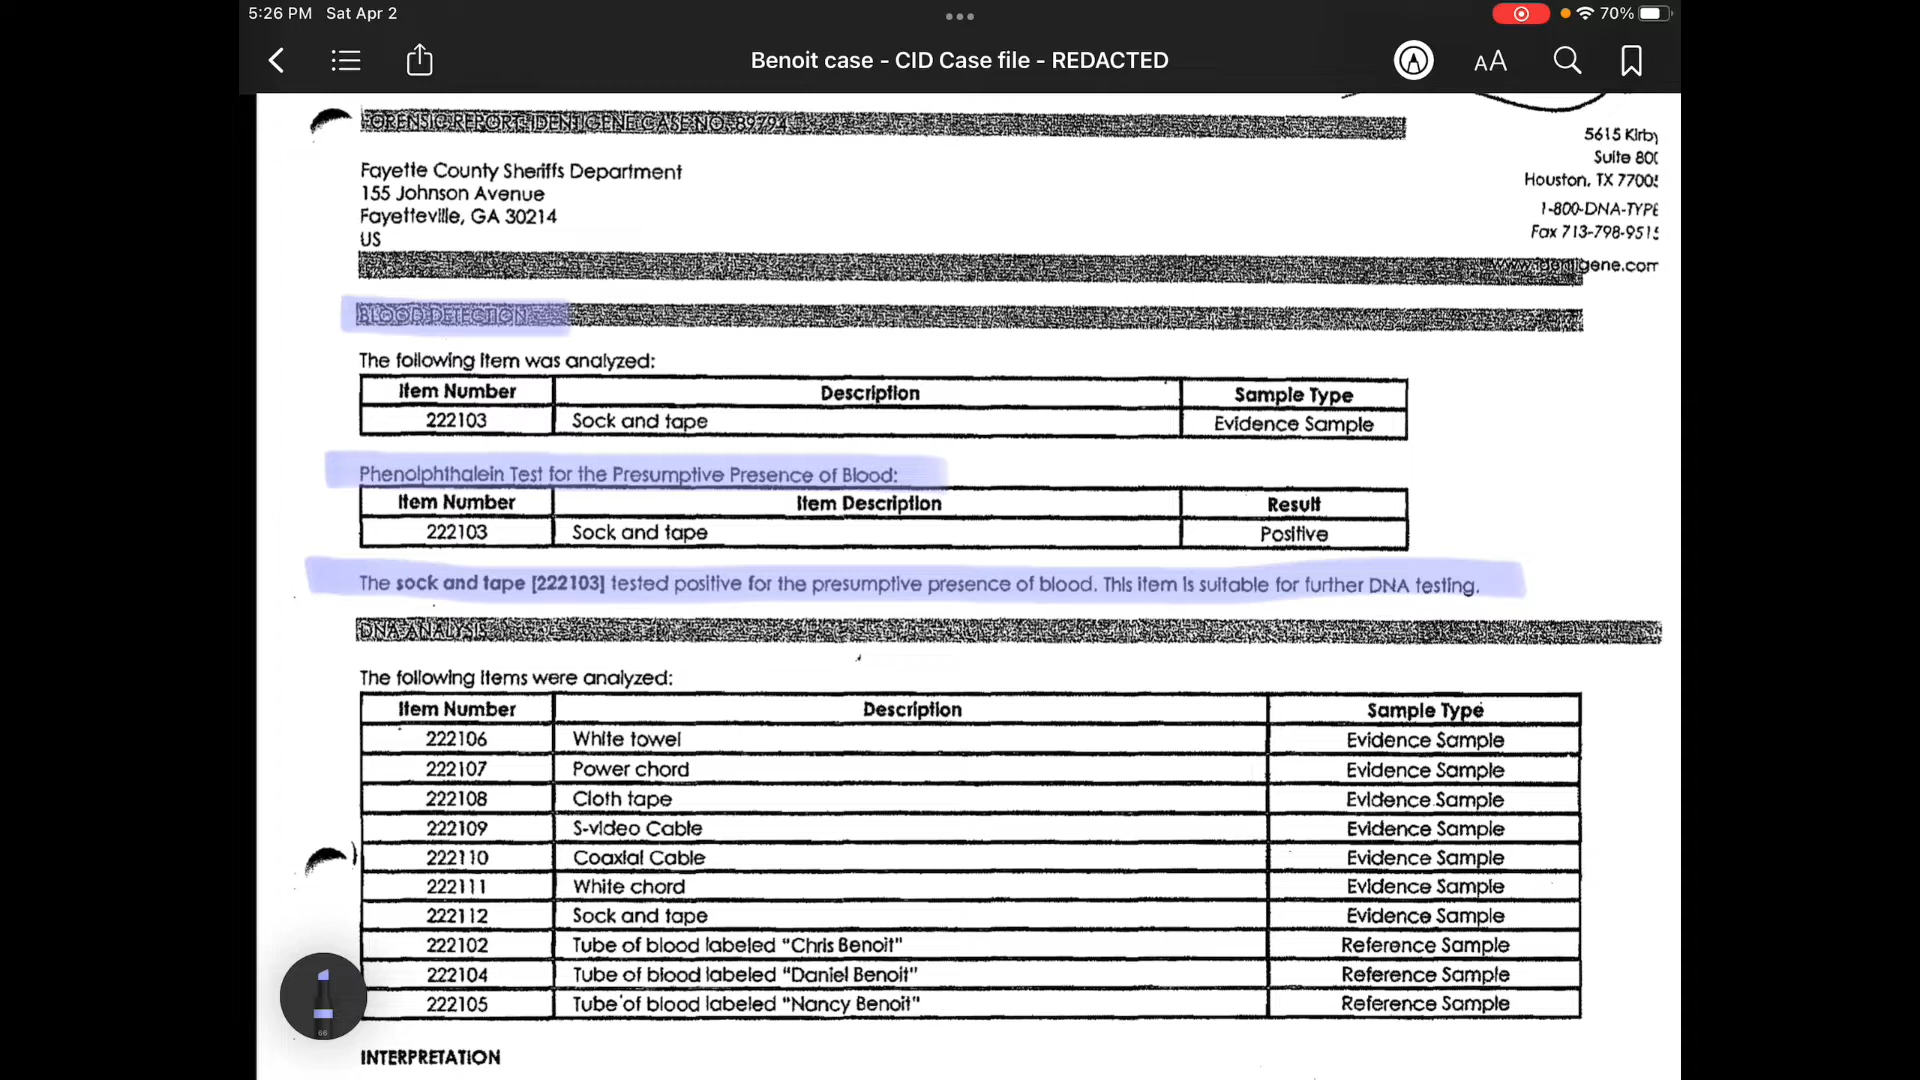 5:26 PM Sat Apr 2
70%
Benoit case - CID Case file - REDACTED
AA
FORENSIC REPORT: IDENTIGENE CASE NO. 89794
5615 Kirby
Suite 800
Fayette County Sheriffs Department
155 Johnson Avenue
Houston, TX 77005
Fayetteville, GA 30214
1-800-DNA-TYPE
US
Fax 713-798-9515
www.identigene.com
BLOOD DETECTION
The following item was analyzed:
Item Number Description Sample Type
222103 Sock and tape Evidence Sample
Phenolphthalein Test for the Presumptive Presence of Blood:
Item Number Item Description Result
222103 Sock and tape Positive
The sock and tape [222103] tested positive for the presumptive presence of blood. This item is suitable for further DNA testing.
DNA ANALYSIS
The following items were analyzed:
Item Number Description Sample Type
222106 White towel Evidence Sample
222107 Power chord Evidence Sample
222108 Cloth tape Evidence Sample
222109 S-video Cable Evidence Sample
222110 Coaxial Cable Evidence Sample
222111 White chord Evidence Sample
222112 Sock and tape Evidence Sample
222102 Tube of blood labeled "Chris Benoit" Reference Sample
222104 Tube of blood labeled "Daniel Benoit" Reference Sample
222105 Tube of blood labeled "Nancy Benoit" Reference Sample
66
INTERPRETATION